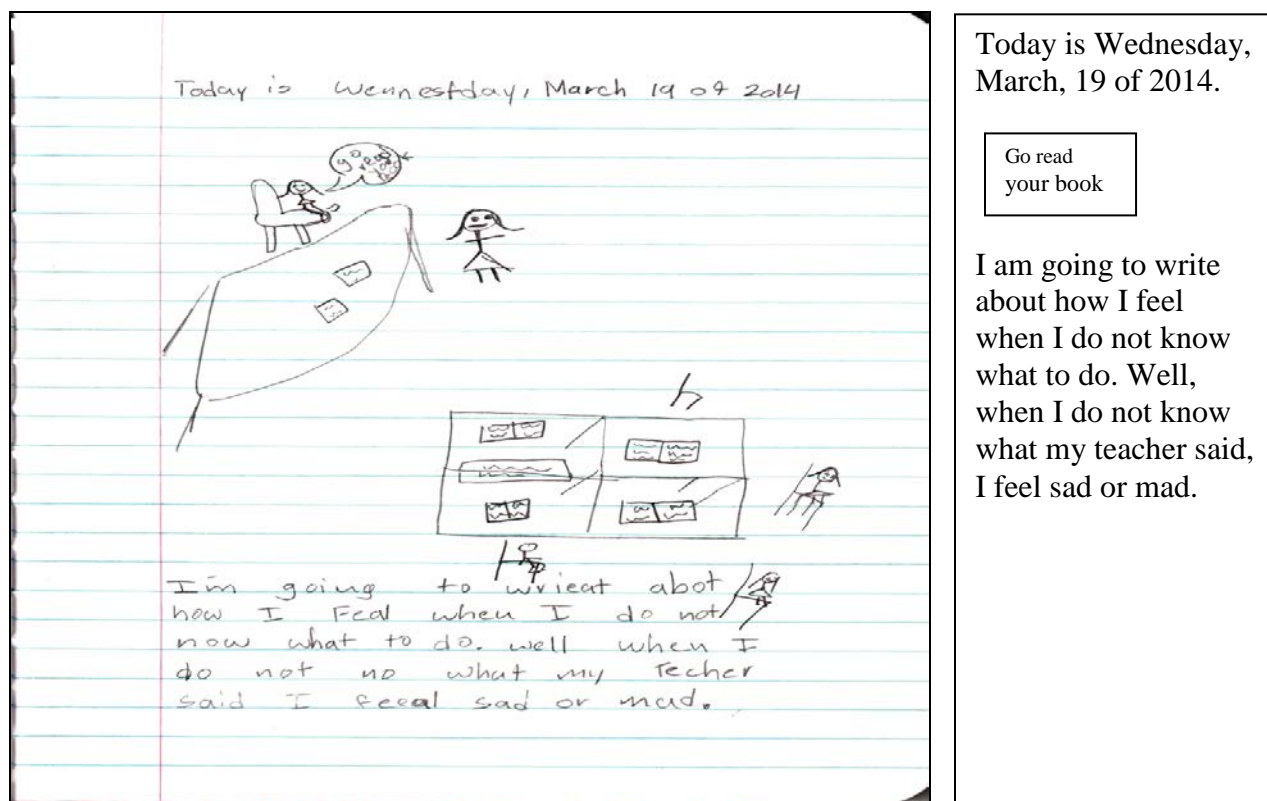 Today is Wennestday, March 19 of 2014
go
read
your
book
I'm going to wrieat abot
how I Feal when I do not
now what to do. well when I
do not no what my Techer
said I feeal sad or mad.
Today is Wednesday,
March, 19 of 2014.
Go read
your book
I am going to write
about how I feel
when I do not know
what to do. Well,
when I do not know
what my teacher said,
I feel sad or mad.